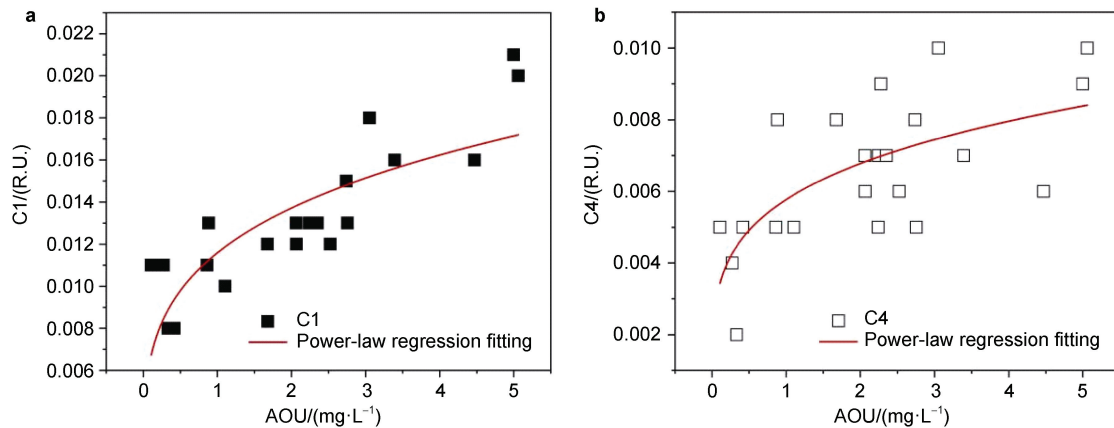 a
0.022
0.020
0.018
0.016
0.014
0.012
0.010
0.008
0.006
C1/(R.U.)
C1
Power-law regression fitting
0 1 2 3 4 5
AOU/(mg·L⁻¹)
b
0.010
0.008
0.006
0.004
0.002
C4/(R.U.)
C4
Power-law regression fitting
0 1 2 3 4 5
AOU/(mg·L⁻¹)